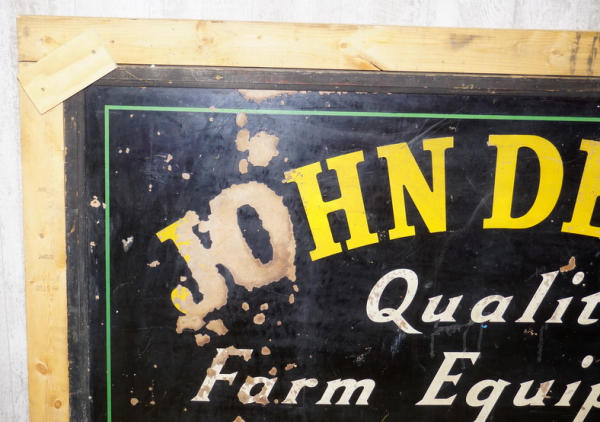 JOHN DE
Qualit
Farm Equip